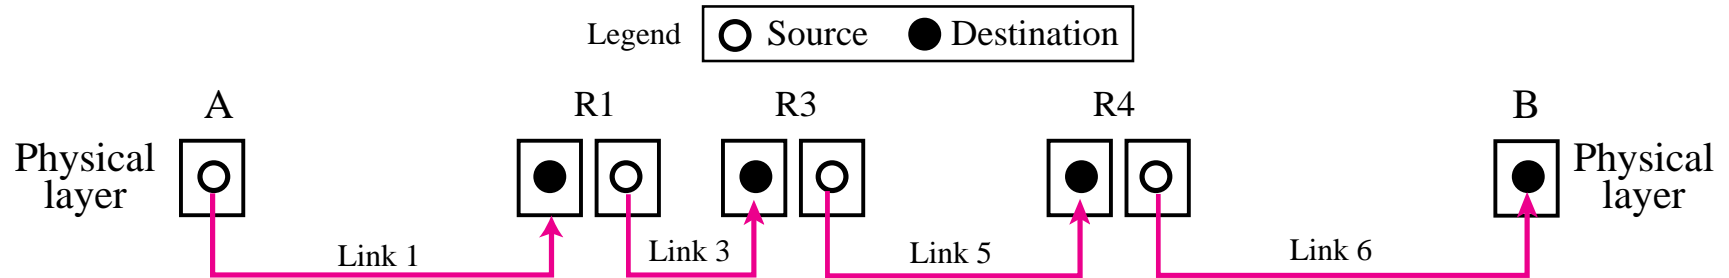 Legend Source Destination
A R1 R3 R4 B
Physical
layer
Physical
layer
Link 1 Link 3 Link 5 Link 6